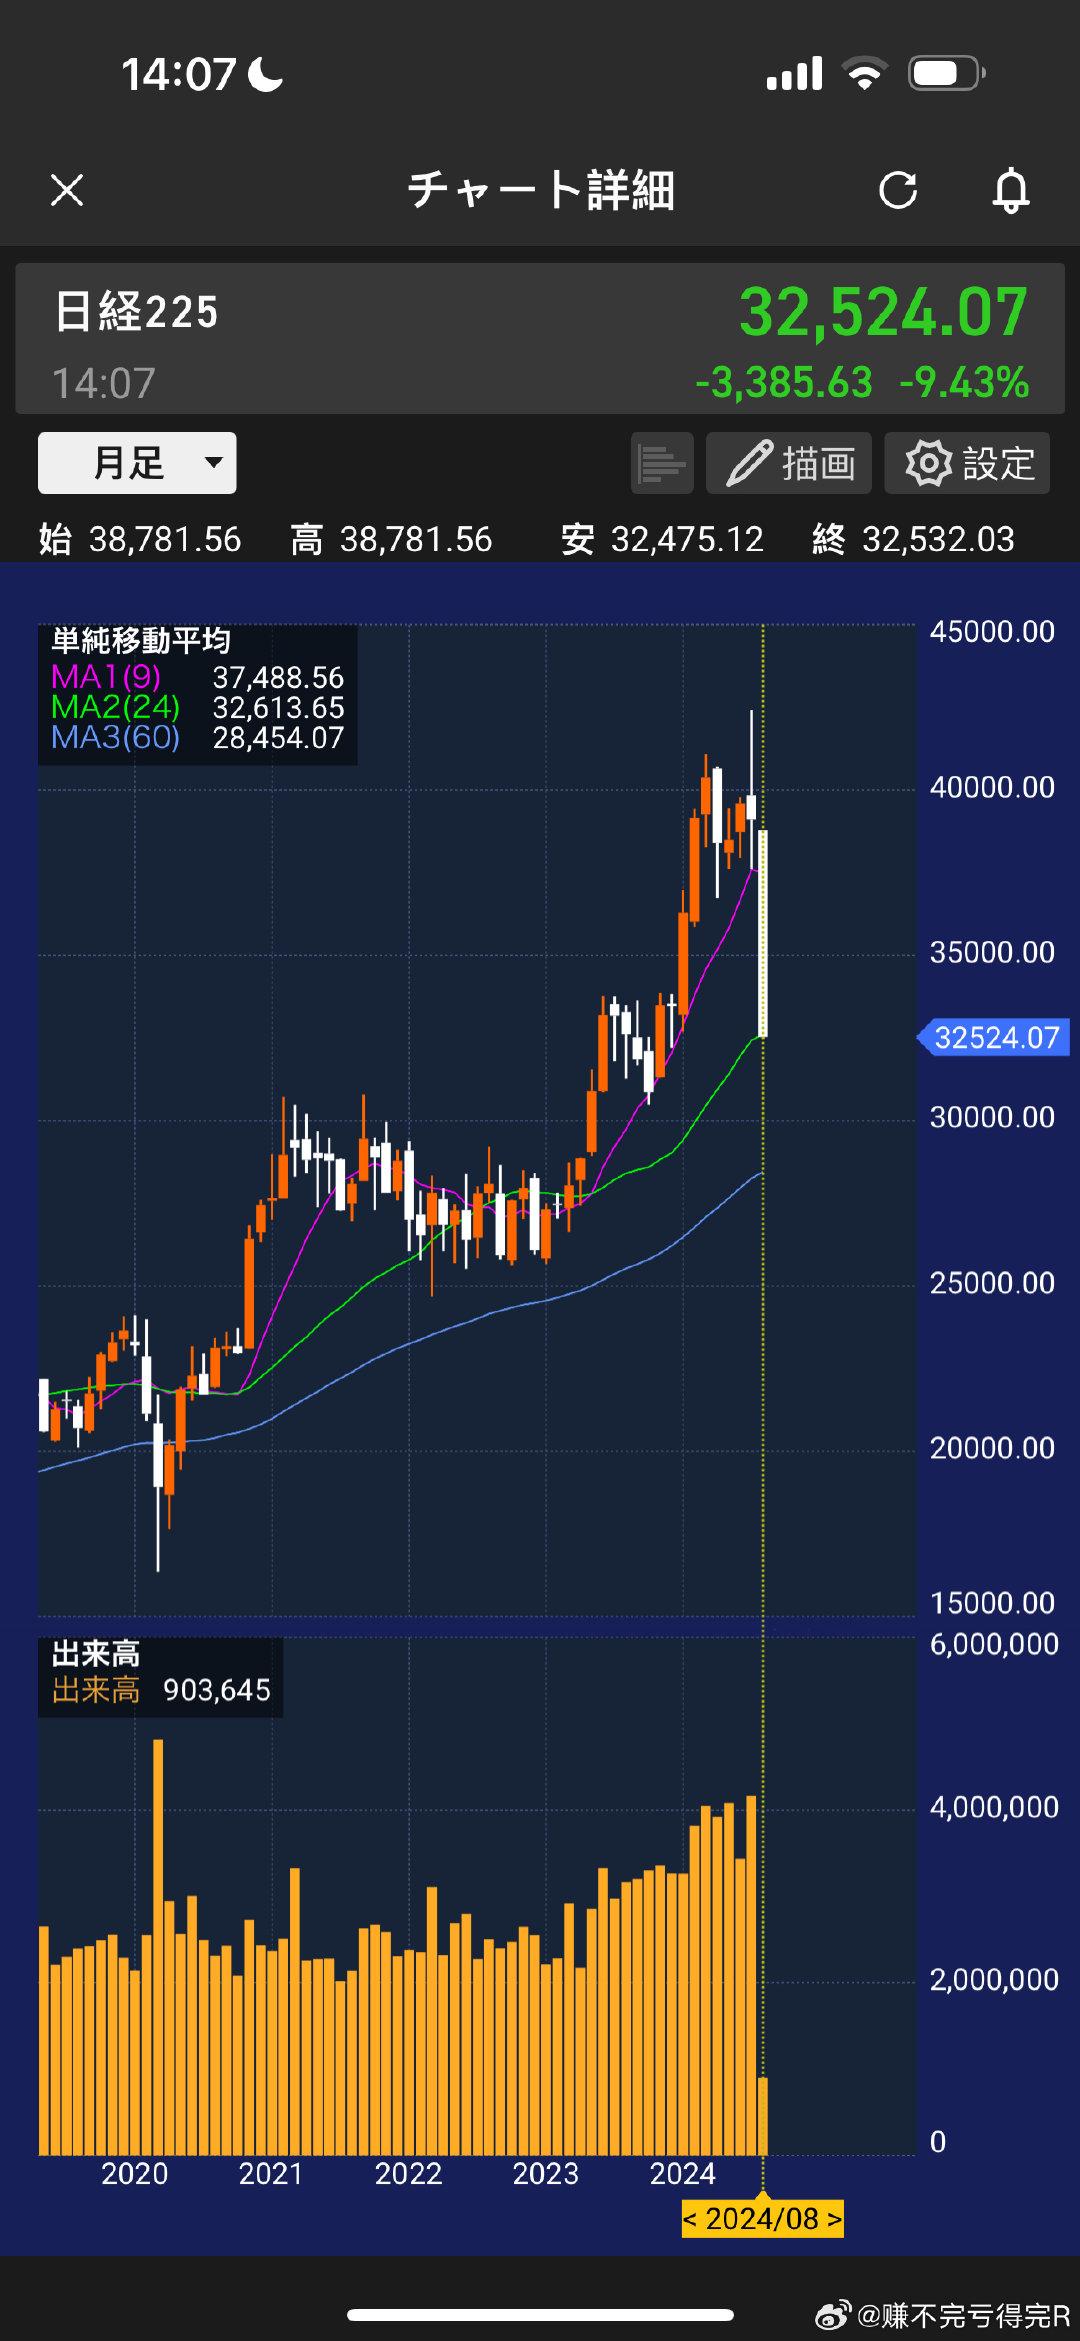 14:07
チャート詳細
日経225
32,524.07
14:07
-3,385.63 -9.43%
月足
描画
設定
始 38,781.56 高 38,781.56 安 32,475.12 終 32,532.03
単純移動平均
MA1(9) 37,488.56
MA2(24) 32,613.65
MA3(60) 28,454.07
45000.00
40000.00
35000.00
32524.07
30000.00
25000.00
20000.00
15000.00
出来高
出来高 903,645
6,000,000
4,000,000
2,000,000
0
2020 2021 2022 2023 2024
< 2024/08 >
@赚不完亏得完R